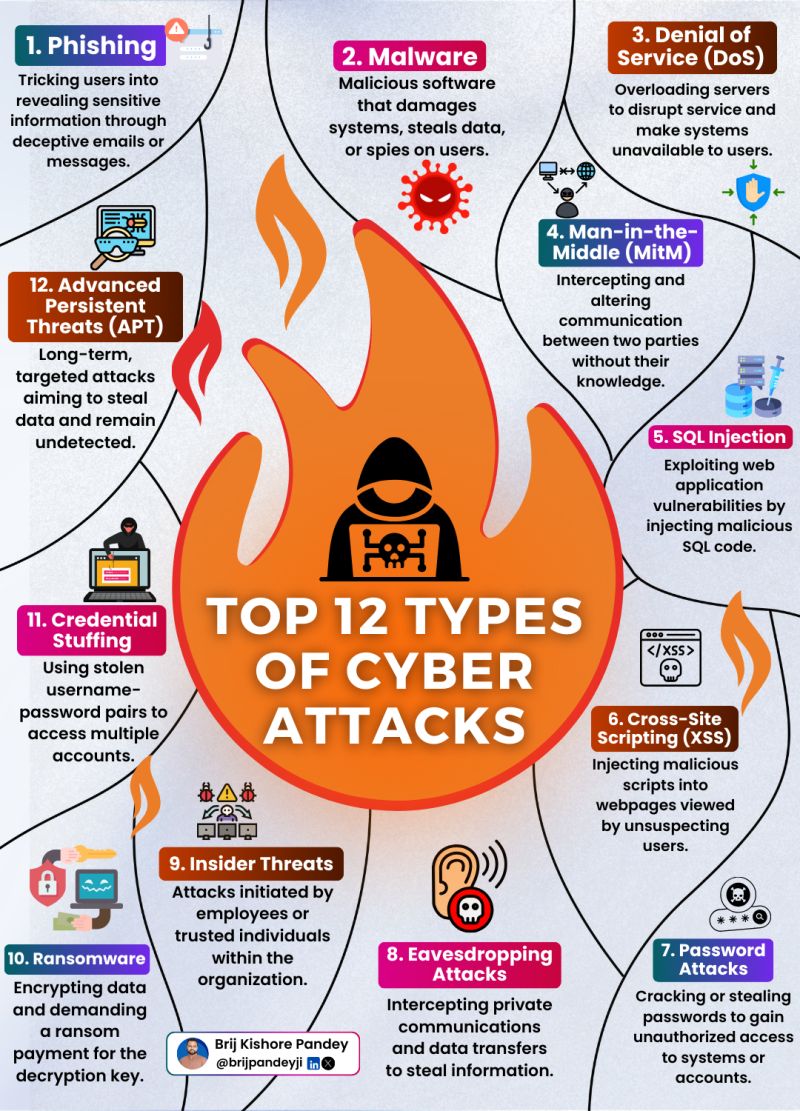 1. Phishing
Tricking users into
revealing sensitive
information through
deceptive emails or
messages.
2. Malware
Malicious software
that damages
systems, steals data,
or spies on users.
3. Denial of
Service (DoS)
Overloading servers
to disrupt service and
make systems
unavailable to users.
4. Man-in-the-
Middle (MitM)
Intercepting and
altering
communication
between two parties
without their
knowledge.
5. SQL Injection
Exploiting web
application
vulnerabilities by
injecting malicious
SQL code.
</XSS>
6. Cross-Site
Scripting (XSS)
Injecting malicious
scripts into
webpages viewed
by unsuspecting
users.
***
7. Password
Attacks
Cracking or stealing
passwords to gain
unauthorized access
to systems or
accounts.
8. Eavesdropping
Attacks
Intercepting private
communications
and data transfers
to steal information.
9. Insider Threats
Attacks initiated by
employees or
trusted individuals
within the
organization.
10. Ransomware
Encrypting data
and demanding
a ransom
payment for the
decryption key.
11. Credential
Stuffing
Using stolen
username-
password pairs to
access multiple
accounts.
12. Advanced
Persistent
Threats (APT)
Long-term,
targeted attacks
aiming to steal
data and remain
undetected.
TOP 12 TYPES
OF CYBER
ATTACKS
Brij Kishore Pandey
@brijpandeyji in X